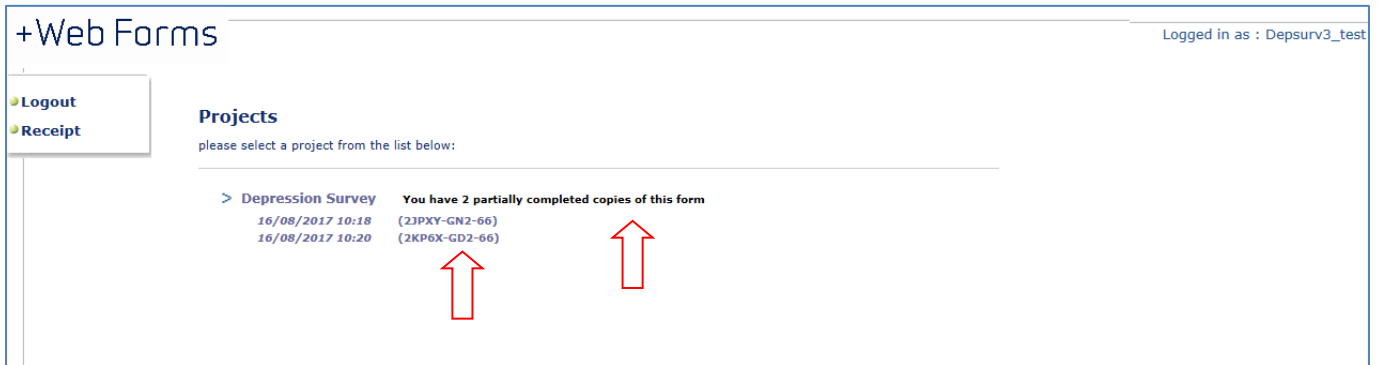 +Web Forms
Logged in as : Depsurv3_test
Logout
Receipt
Projects
please select a project from the list below:
> Depression Survey You have 2 partially completed copies of this form
16/08/2017 10:18 (2JPXY-GN2-66)
16/08/2017 10:20 (2KP6X-GD2-66)